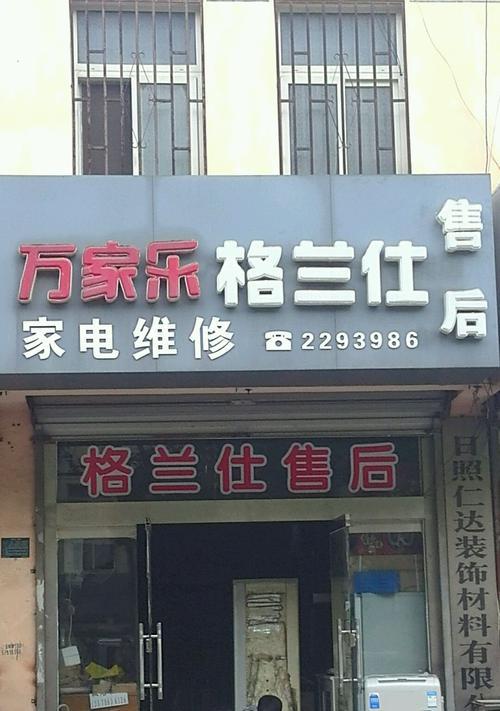 万家乐 格兰仕 售后
家电维修 ☎2293986
格兰仕售后
日照仁达装饰材料有限